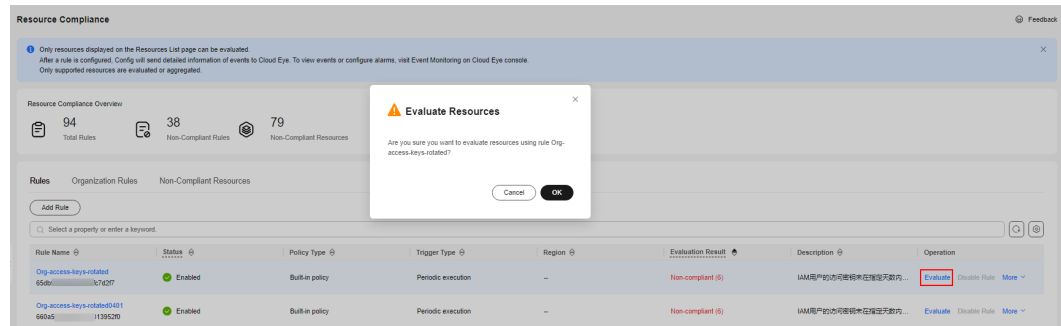 Resource Compliance
Feedback
Only resources displayed on the Resources List page can be evaluated.
After a rule is configured, Config will send detailed information of events to Cloud Eye. To view events or configure alarms, visit Event Monitoring on Cloud Eye console.
Only supported resources are evaluated or aggregated.
Resource Compliance Overview
94
Total Rules
38
Non-Compliant Rules
79
Non-Compliant Resources
Evaluate Resources
Are you sure you want to evaluate resources using rule Org-
access-keys-rotated?
Cancel OK
Rules Organization Rules Non-Compliant Resources
Add Rule
Select a property or enter a keyword.
Rule Name Status Policy Type Trigger Type Region Evaluation Result Description Operation
Org-access-keys-rotated
65db lc7d2f7
Enabled Built-in policy Periodic execution -- Non-compliant (6) IAM用户的访问密钥未在指定天数内... Evaluate Disable Rule More
Org-access-keys-rotated0401
660a5 i13952f0
Enabled Built-in policy Periodic execution -- Non-compliant (6) IAM用户的访问密钥未在指定天数内... Evaluate Disable Rule More